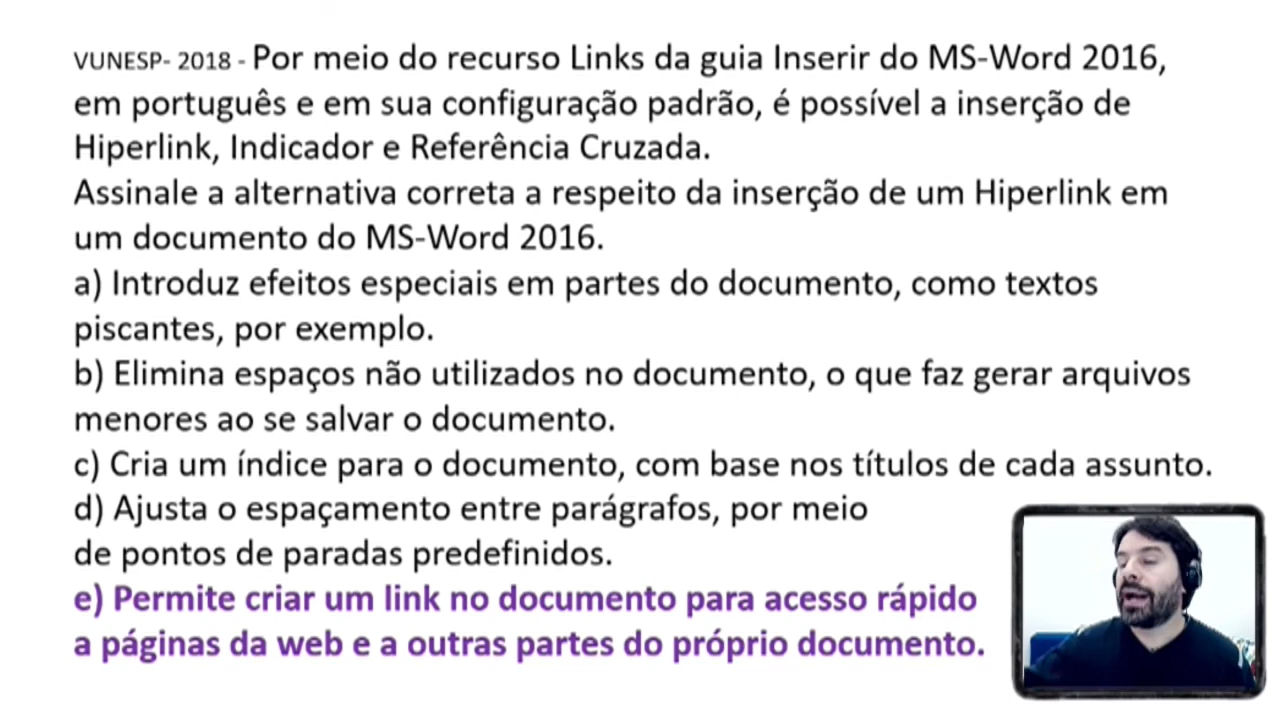 VUNESP- 2018 - Por meio do recurso Links da guia Inserir do MS-Word 2016,
em português e em sua configuração padrão, é possível a inserção de
Hiperlink, Indicador e Referência Cruzada.
Assinale a alternativa correta a respeito da inserção de um Hiperlink em
um documento do MS-Word 2016.
a) Introduz efeitos especiais em partes do documento, como textos
piscantes, por exemplo.
b) Elimina espaços não utilizados no documento, o que faz gerar arquivos
menores ao se salvar o documento.
c) Cria um índice para o documento, com base nos títulos de cada assunto.
d) Ajusta o espaçamento entre parágrafos, por meio
de pontos de paradas predefinidos.
e) Permite criar um link no documento para acesso rápido
a páginas da web e a outras partes do próprio documento.